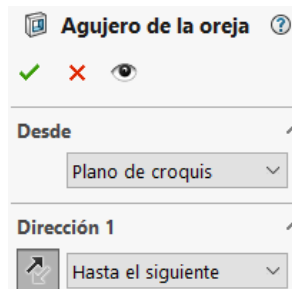 Agujero de la oreja
Desde
Plano de croquis
Dirección 1
Hasta el siguiente